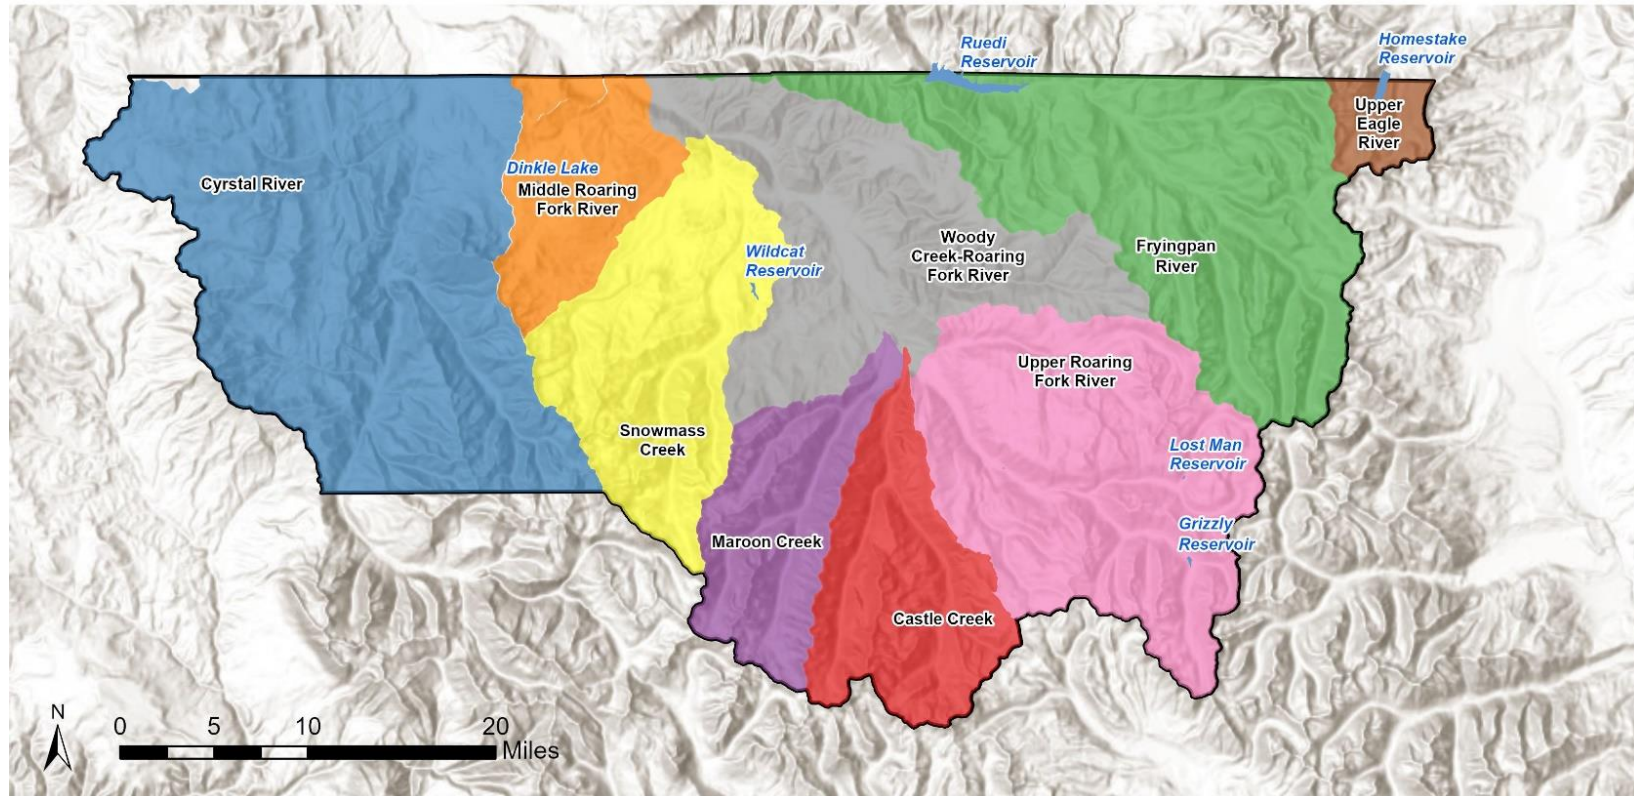 Ruedi
Reservoir
Homestake
Reservoir
Upper
Eagle
River
Dinkle Lake
Middle Roaring
Fork River
Cyrstal River
Wildcat
Reservoir
Woody
Creek-Roaring
Fork River
Fryingpan
River
Upper Roaring
Fork River
Snowmass
Creek
Lost Man
Reservoir
Grizzly
Reservoir
Maroon Creek
Castle Creek
N
0 5 10 20
Miles